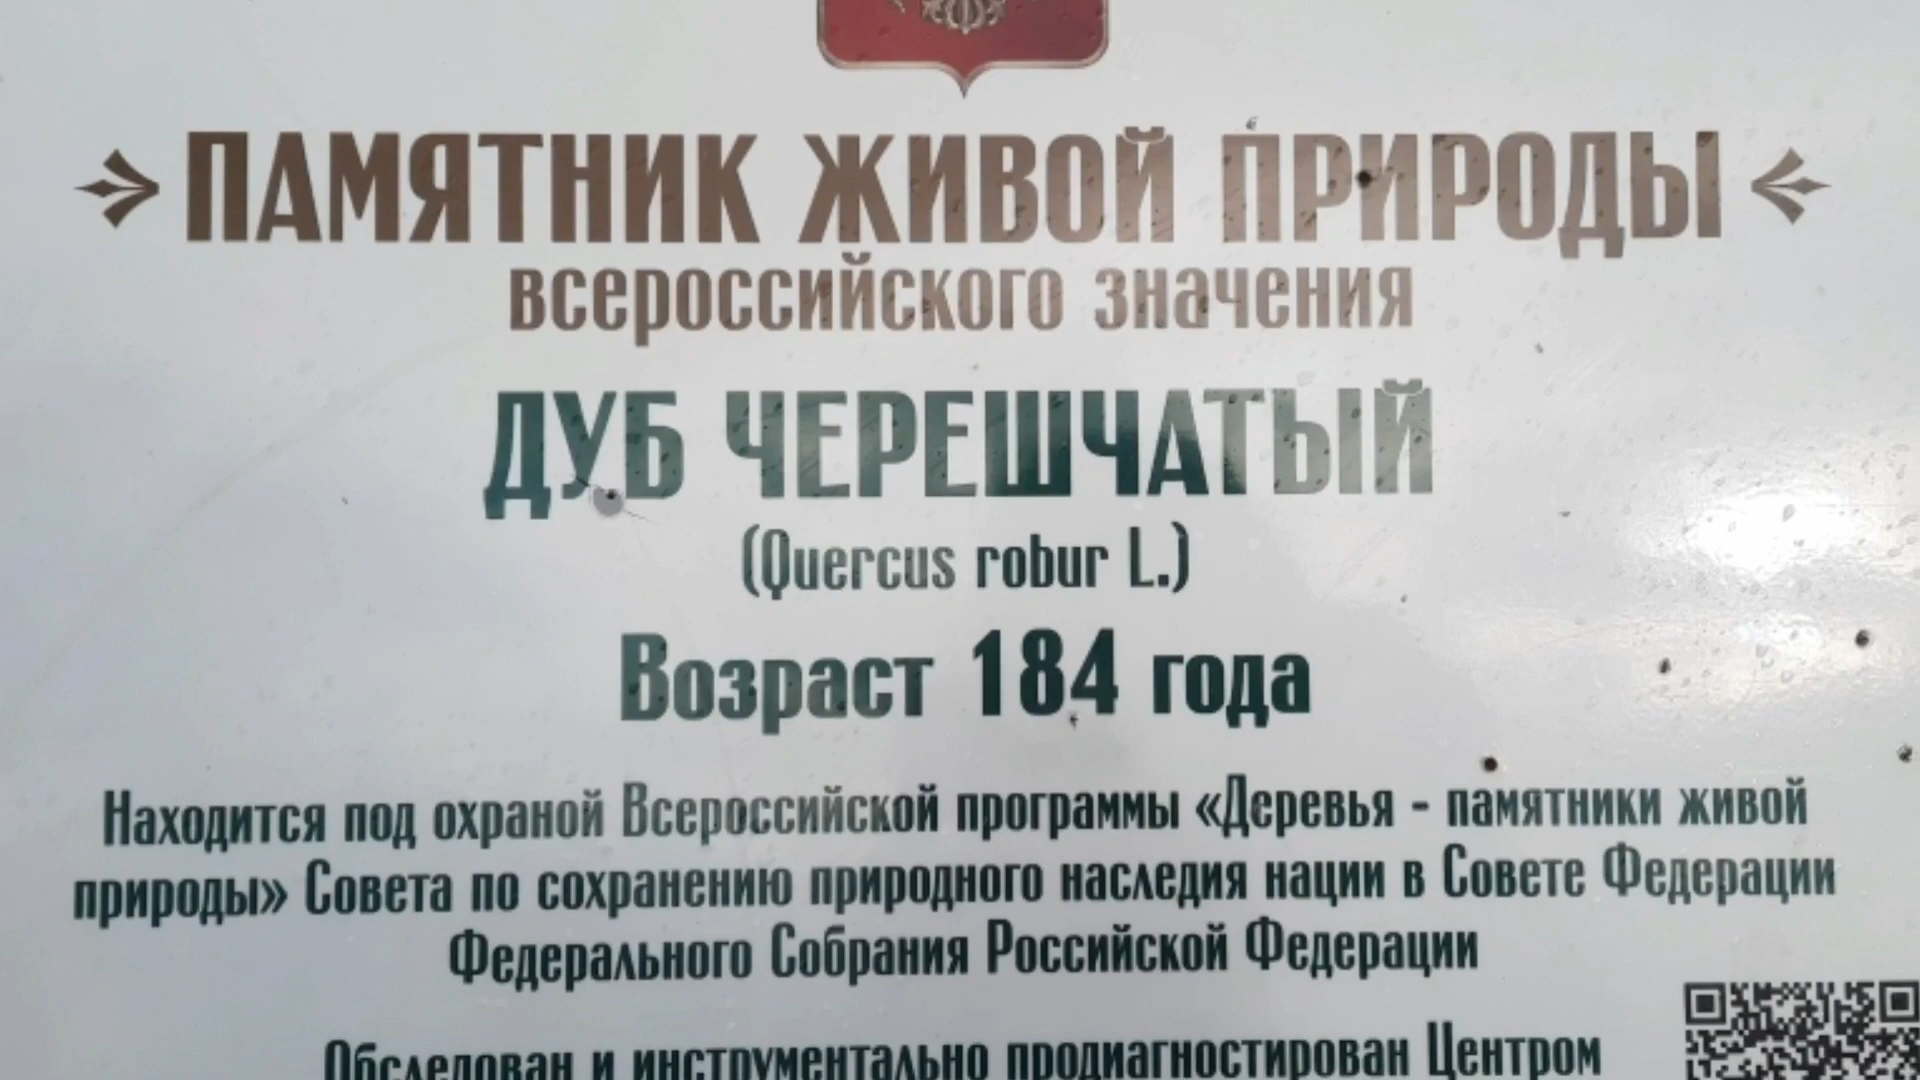 ПАМЯТНИК ЖИВОЙ ПРИРОДЫ
всероссийского значения
ДУБ ЧЕРЕШЧАТЫЙ
(Quercus robur L.)
Возраст 184 года
Находится под охраной Всероссийской программы «Деревья - памятники живой
природы» Совета по сохранению природного наследия нации в Совете Федерации
Федерального Собрания Российской Федерации
Обследован и инструментально продиагностирован Центром